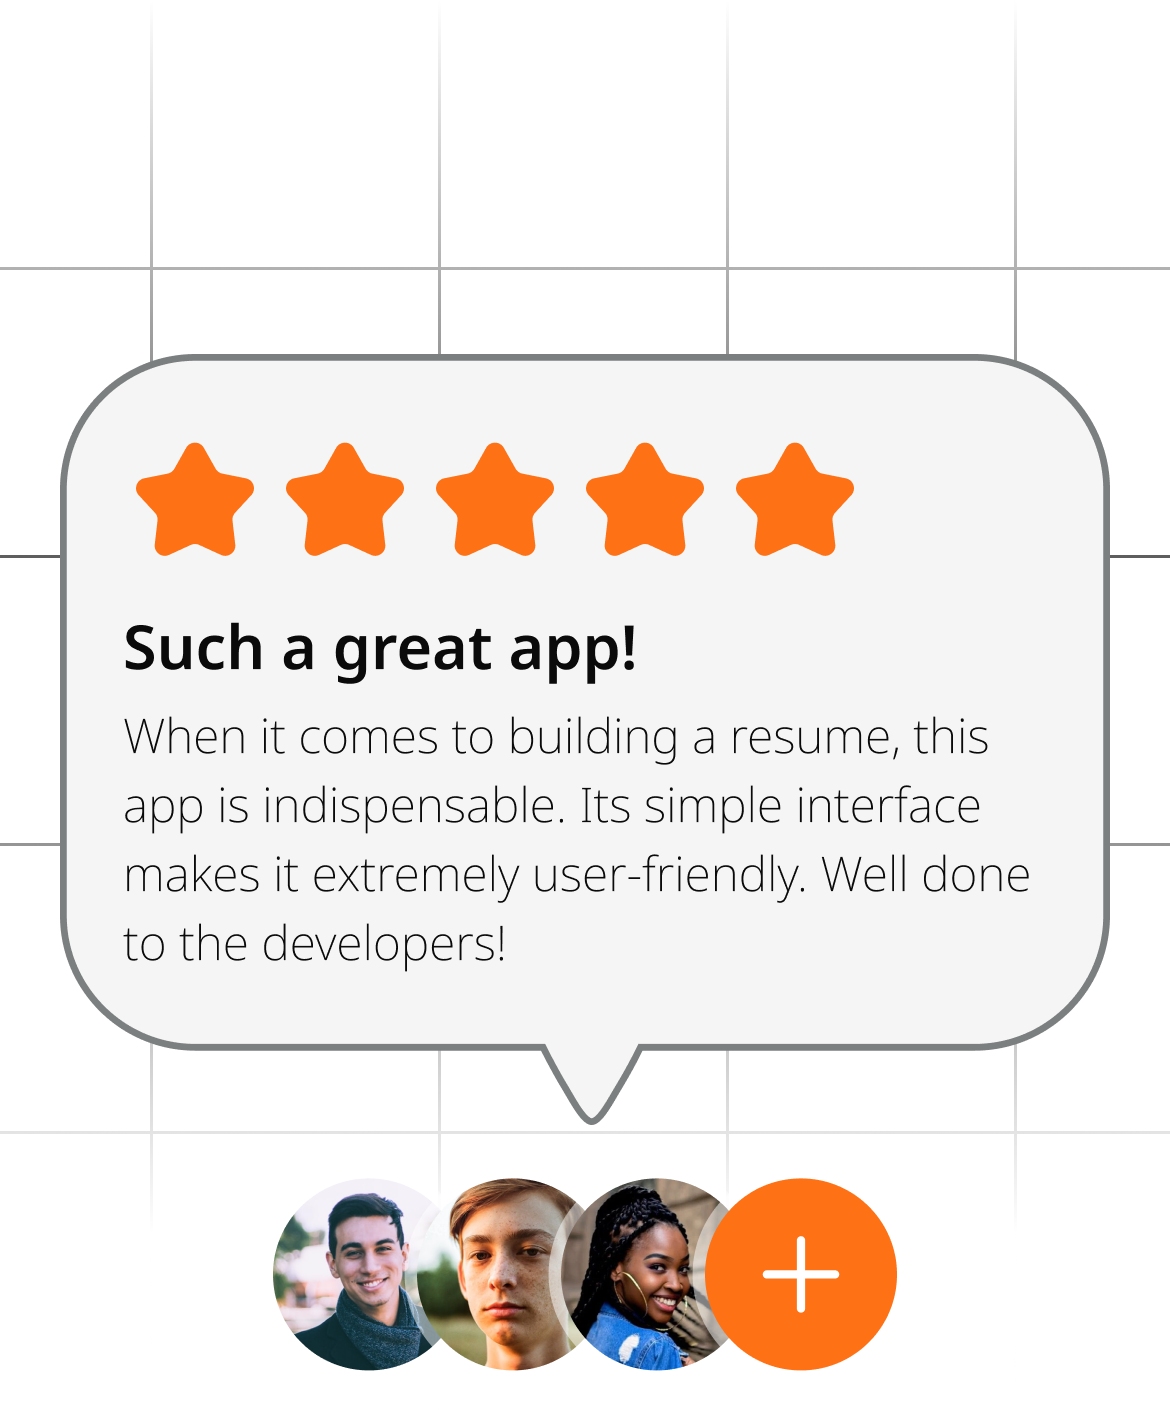 Such a great app!
When it comes to building a resume, this
app is indispensable. Its simple interface
makes it extremely user-friendly. Well done
to the developers!